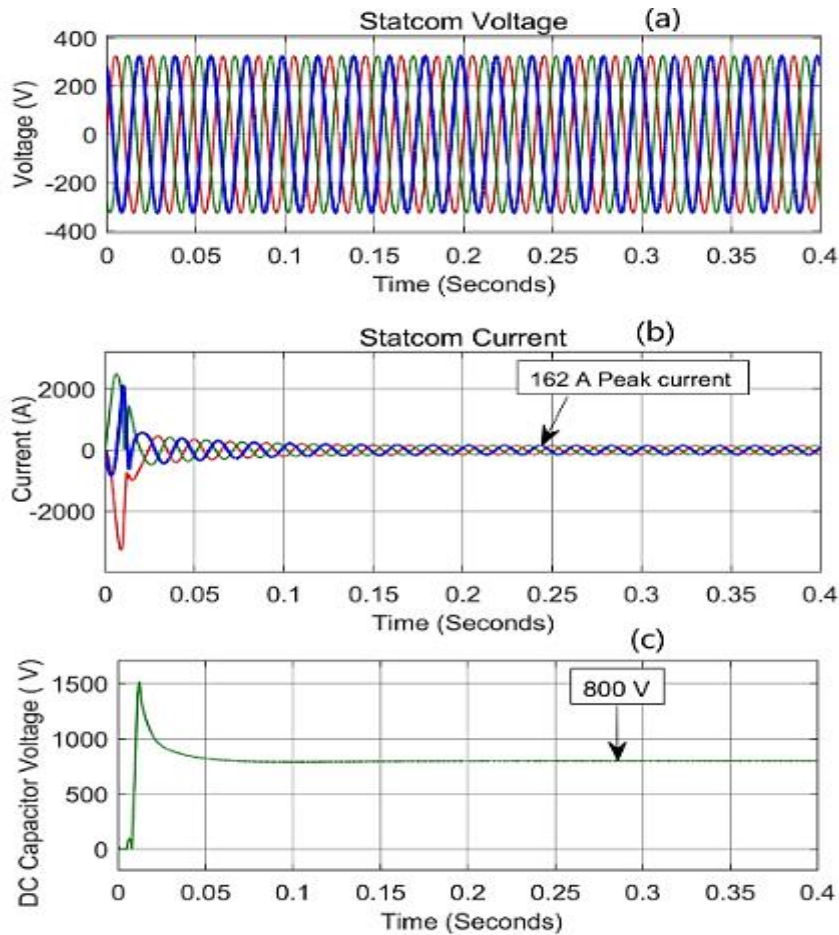 Statcom Voltage (a)
400
200
0
-200
-400
Voltage (V)
0 0.05 0.1 0.15 0.2 0.25 0.3 0.35 0.4
Time (Seconds)
Statcom Current (b)
162 A Peak current
2000
0
-2000
Current (A)
0 0.05 0.1 0.15 0.2 0.25 0.3 0.35 0.4
Time (Seconds)
(c)
800 V
1500
1000
500
0
DC Capacitor Voltage ( V)
0 0.05 0.1 0.15 0.2 0.25 0.3 0.35 0.4
Time (Seconds)